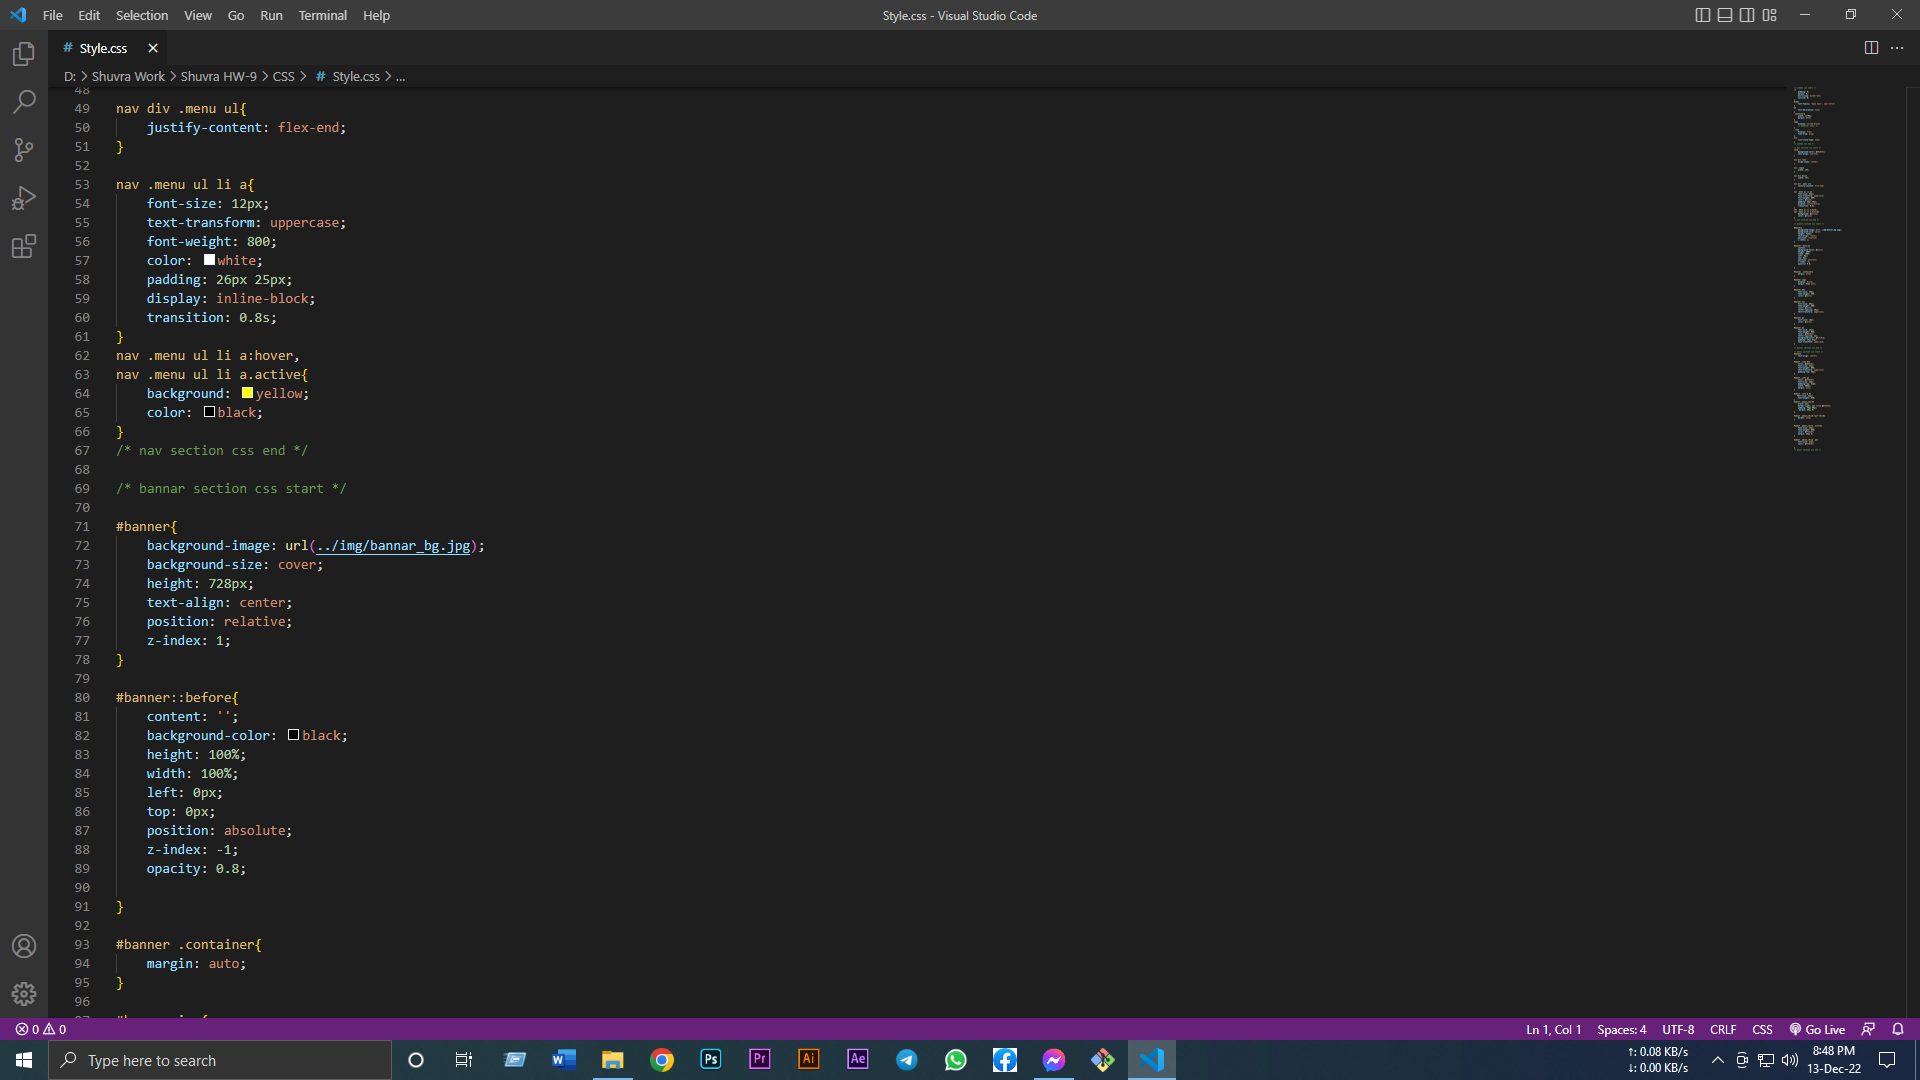 File Edit Selection View Go Run Terminal Help
Style.css - Visual Studio Code
# Style.css
D: > Shuvra Work > Shuvra HW-9 > CSS > # Style.css > ...
48
49 nav div .menu ul{
50 justify-content: flex-end;
51 }
52
53 nav .menu ul li a{
54 font-size: 12px;
55 text-transform: uppercase;
56 font-weight: 800;
57 color: white;
58 padding: 26px 25px;
59 display: inline-block;
60 transition: 0.8s;
61 }
62 nav .menu ul li a:hover,
63 nav .menu ul li a.active{
64 background: yellow;
65 color: black;
66 }
67 /* nav section css end */
68
69 /* bannar section css start */
70
71 #banner{
72 background-image: url(../img/bannar_bg.jpg);
73 background-size: cover;
74 height: 728px;
75 text-align: center;
76 position: relative;
77 z-index: 1;
78 }
79
80 #banner::before{
81 content: '';
82 background-color: black;
83 height: 100%;
84 width: 100%;
85 left: 0px;
86 top: 0px;
87 position: absolute;
88 z-index: -1;
89 opacity: 0.8;
90
91 }
92
93 #banner .container{
94 margin: auto;
95 }
96
0 0
Ln 1, Col 1 Spaces: 4 UTF-8 CRLF CSS Go Live
Type here to search
W Ps Pr Ai Ae
↑: 0.08 KB/s
↓: 0.00 KB/s
8:48 PM
13-Dec-22